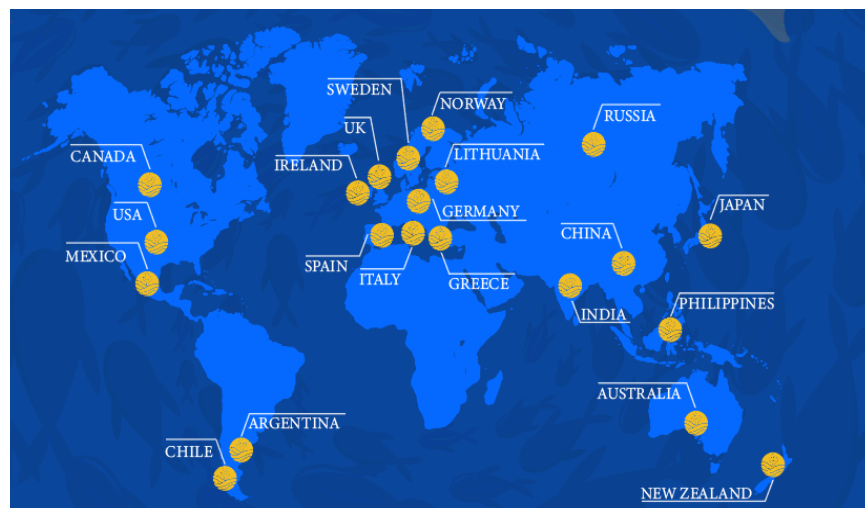 SWEDEN
NORWAY
RUSSIA
UK
CANADA
IRELAND
LITHUANIA
USA
GERMANY
JAPAN
MEXICO
SPAIN
ITALY
GREECE
CHINA
INDIA
PHILIPPINES
AUSTRALIA
ARGENTINA
CHILE
NEW ZEALAND